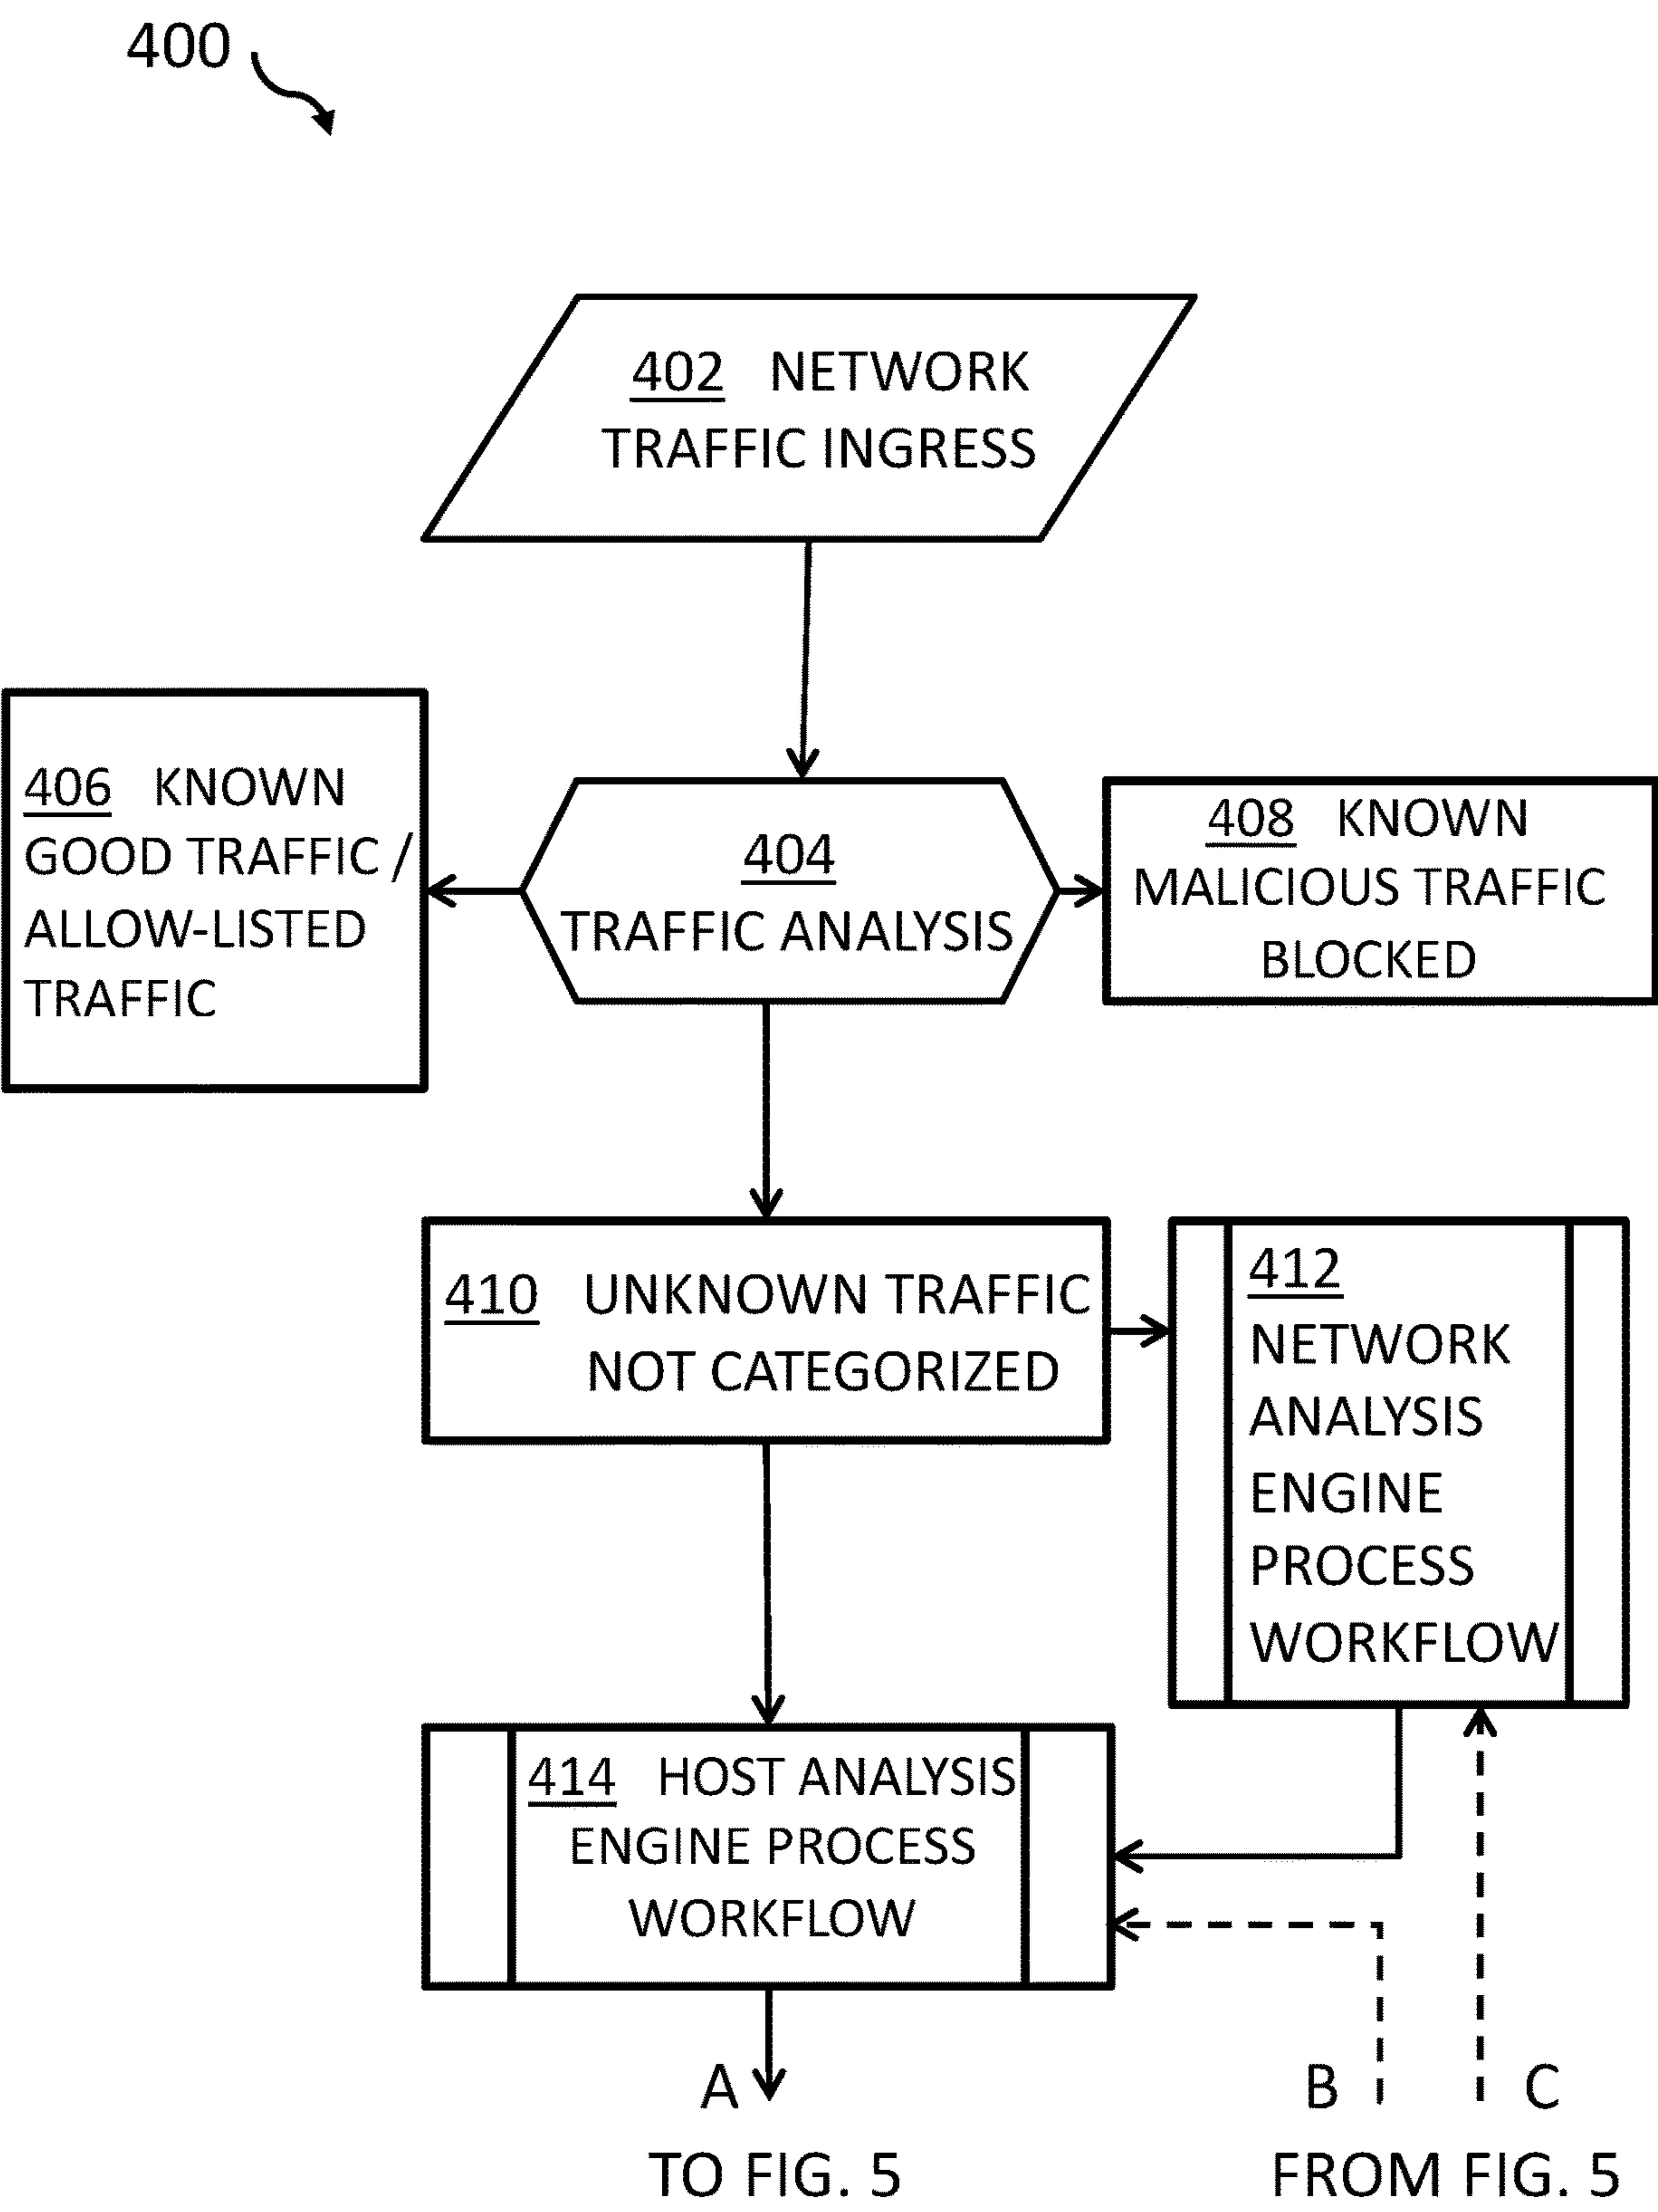 400
402 NETWORK
TRAFFIC INGRESS
406 KNOWN
GOOD TRAFFIC /
ALLOW-LISTED
TRAFFIC
404
TRAFFIC ANALYSIS
408 KNOWN
MALICIOUS TRAFFIC
BLOCKED
410 UNKNOWN TRAFFIC
NOT CATEGORIZED
412
NETWORK
ANALYSIS
ENGINE
PROCESS
WORKFLOW
414 HOST ANALYSIS
ENGINE PROCESS
WORKFLOW
A
TO FIG. 5
B C
FROM FIG. 5